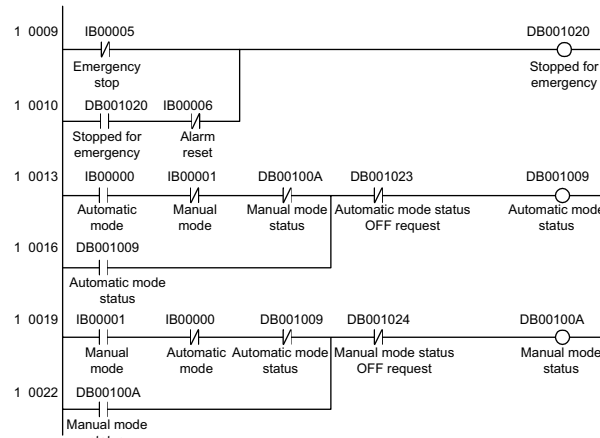 1 0009 IB00005 DB001020
Emergency stop
Stopped for emergency
1 0010 DB001020 IB00006
Stopped for emergency
Alarm reset
1 0013 IB00000 IB00001 DB00100A DB001023 DB001009
Automatic mode
Manual mode
Manual mode status
Automatic mode status OFF request
Automatic mode status
1 0016 DB001009
Automatic mode status
1 0019 IB00001 IB00000 DB001009 DB001024 DB00100A
Manual mode
Automatic mode
Automatic mode status
Manual mode status OFF request
Manual mode status
1 0022 DB00100A
Manual mode